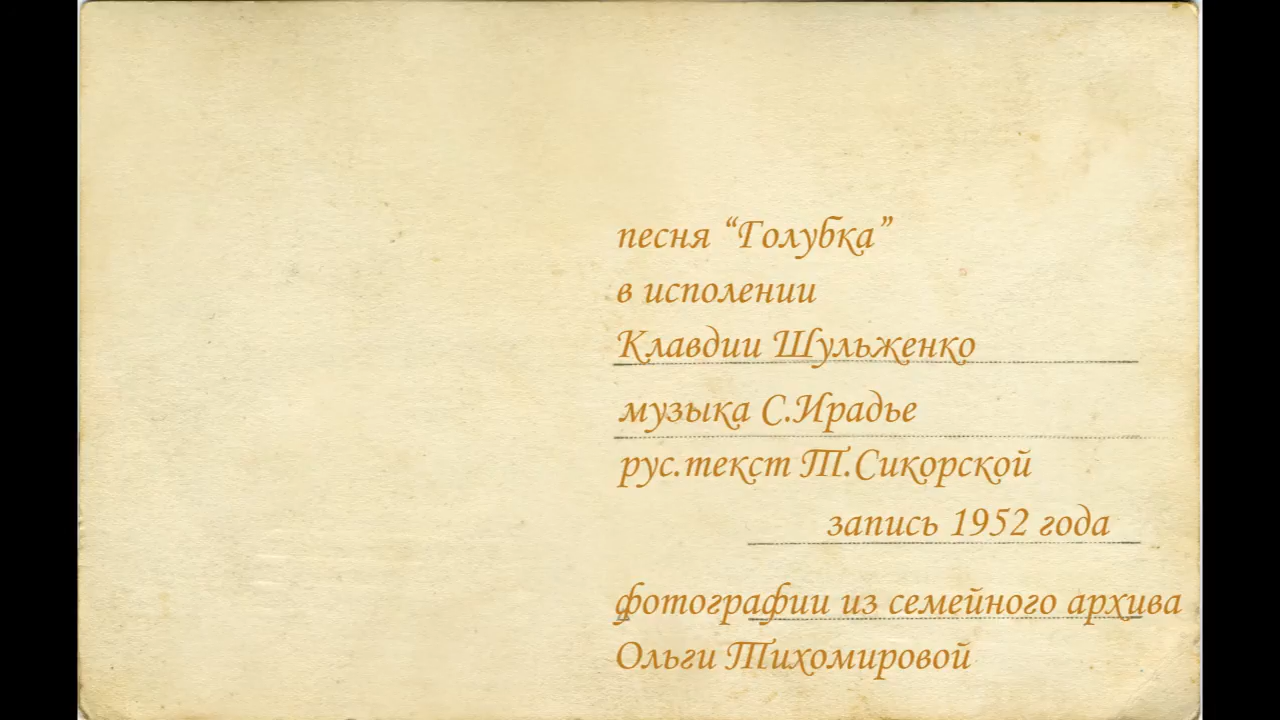 песня “Голубка”
в исполении
Клавдии Шульженко
музыка С.Ирадье
рус.текст Т.Сикорской
запись 1952 года
фотографии из семейного архива
Ольги Тихомировой